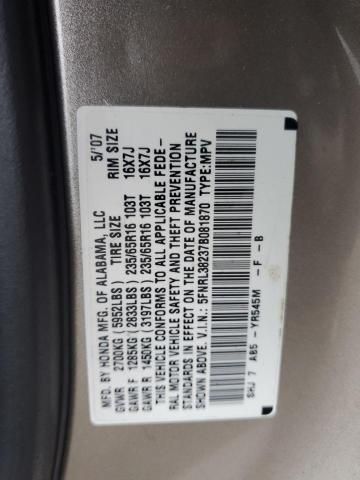 MFD. BY HONDA MFG. OF ALABAMA, LLC 5/'07
GVWR 2700KG (5952LBS) TIRE SIZE RIM SIZE
GAWR F 1285KG (2833LBS) 235/65R16 103T 16X7J
GAWR R 1450KG (3197LBS) 235/65R16 103T 16X7J
THIS VEHICLE CONFORMS TO ALL APPLICABLE FEDE-
RAL MOTOR VEHICLE SAFETY AND THEFT PREVENTION
STANDARDS IN EFFECT ON THE DATE OF MANUFACTURE
SHOWN ABOVE. V.I.N.: 5FNRL38237B081870 TYPE:MPV
SHJ 7 A85 - YR545M - F - B